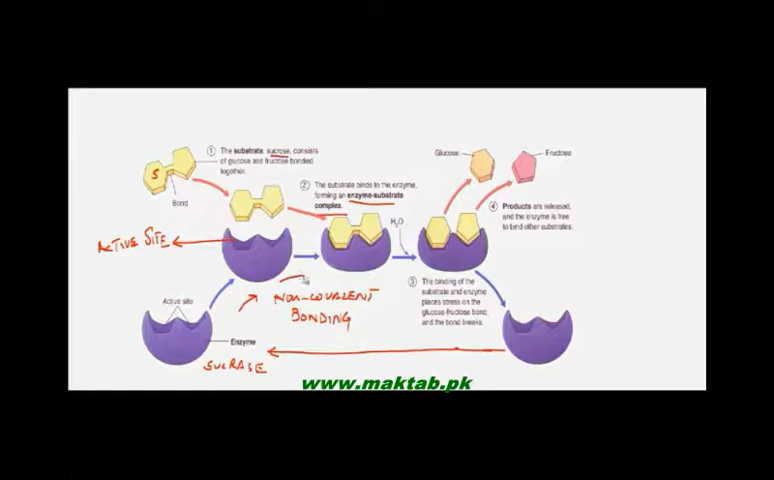 1 The substrate, sucrose, consists
of glucose and fructose bonded
together.
S
Bond
2 The substrate binds to the enzyme,
forming an enzyme-substrate
complex.
Glucose
Fructose
H2O
4 Products are released,
and the enzyme is free
to bind other substrates.
ACTIVE SITE
3 The binding of the
substrate and enzyme
places stress on the
glucose-fructose bond,
and the bond breaks.
NON-COVALENT
BONDING
Active site
Enzyme
SUCRASE
www.maktab.pk